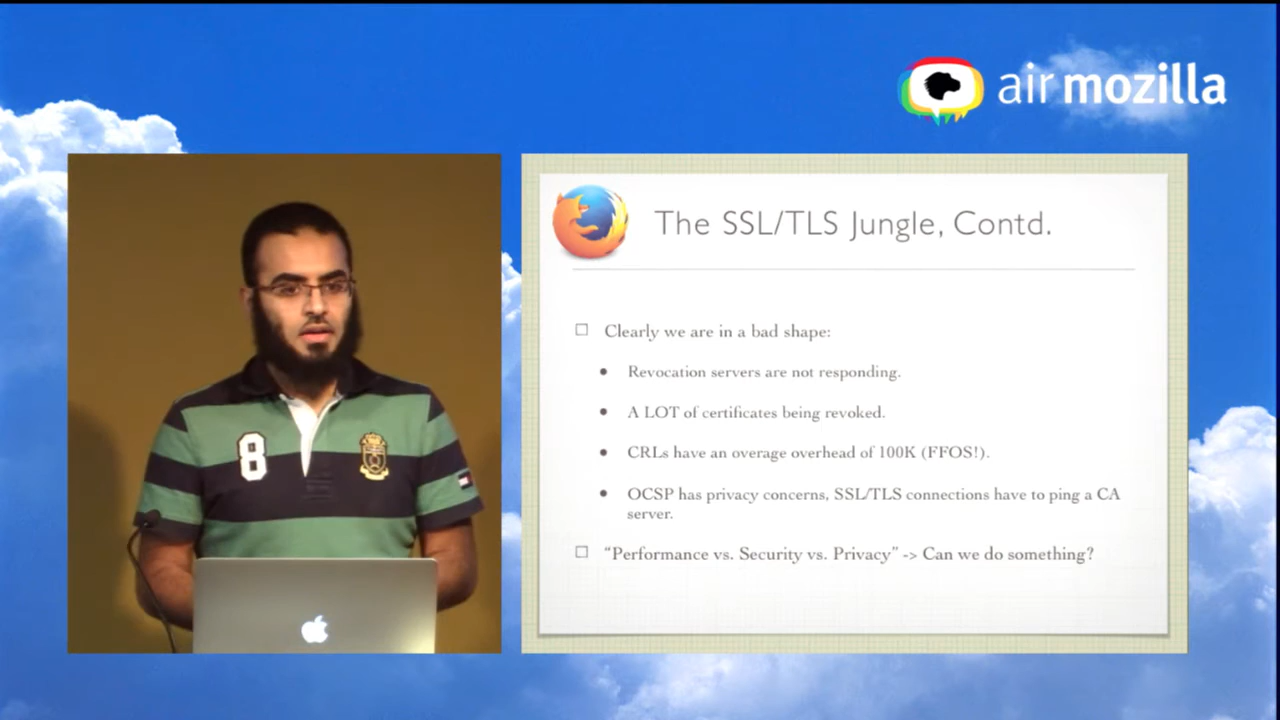 air mozilla
The SSL/TLS Jungle, Contd.
Clearly we are in a bad shape:
Revocation servers are not responding.
A LOT of certificates being revoked.
CRLs have an overage overhead of 100K (FFOS!).
OCSP has privacy concerns, SSL/TLS connections have to ping a CA
server.
“Performance vs. Security vs. Privacy” -> Can we do something?
8